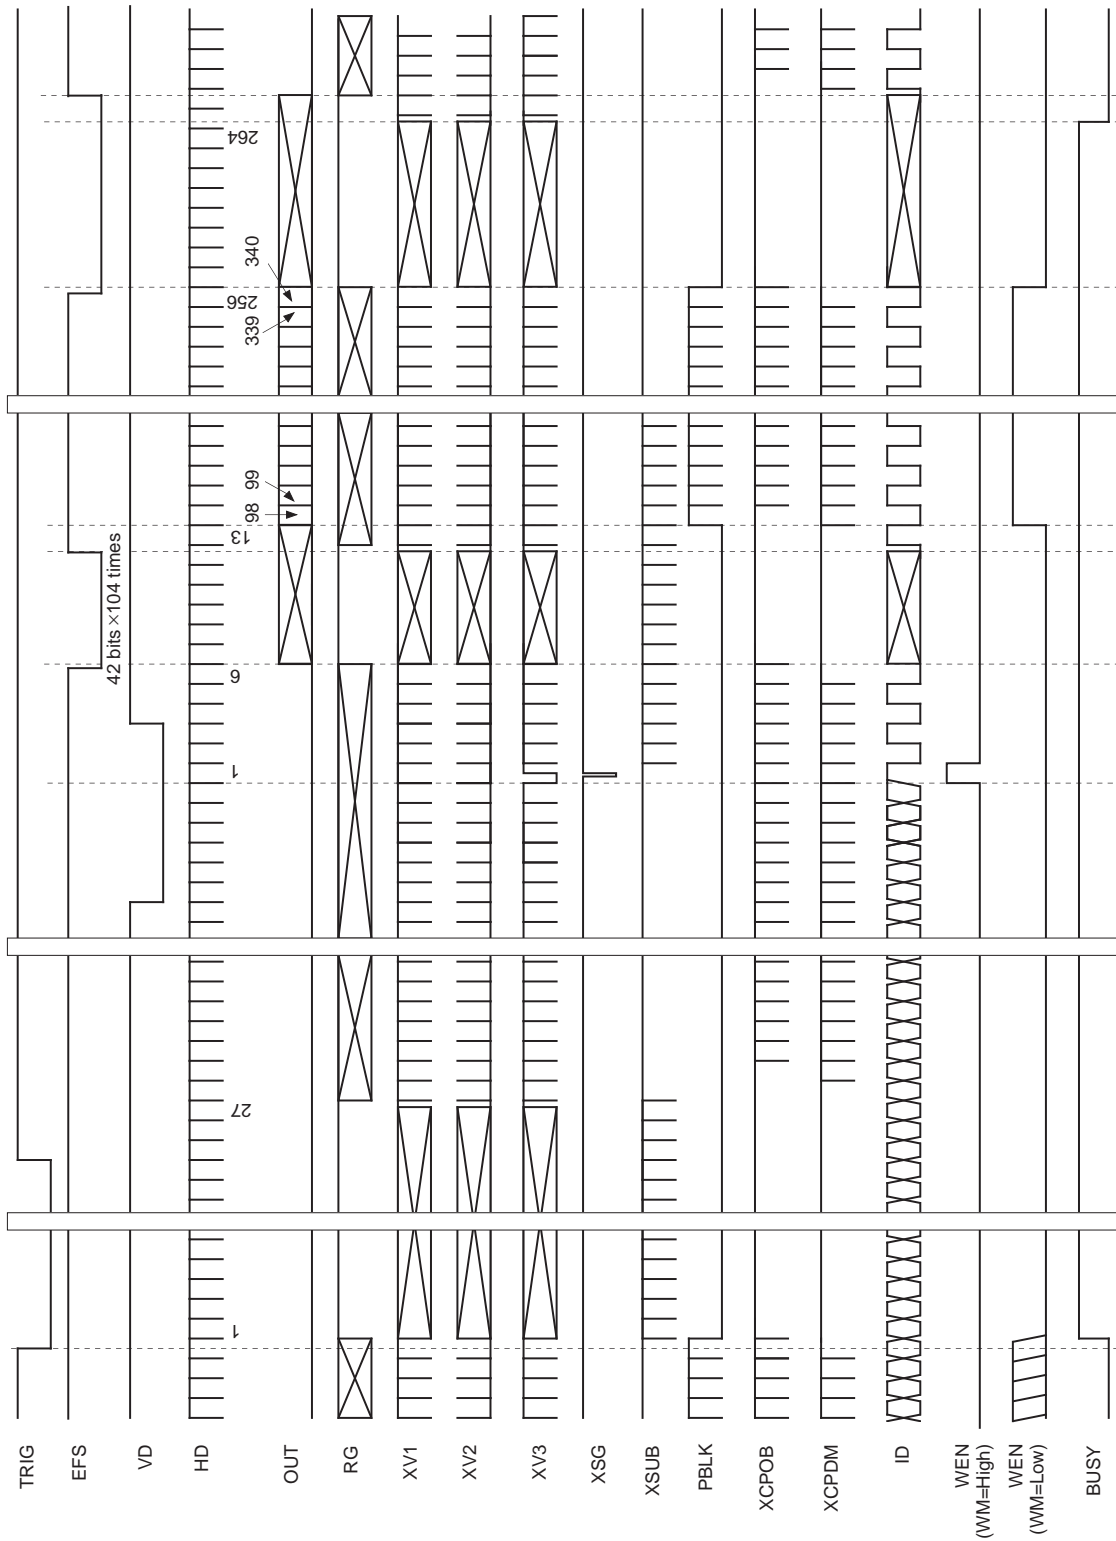 TRIG
EFS
42 bits ×104 times
VD
HD
1
27
1
6
13
256
264
OUT
98
99
339
340
RG
XV1
XV2
XV3
XSG
XSUB
PBLK
XCPOB
XCPDM
ID
WEN
(WM=High)
WEN
(WM=Low)
BUSY